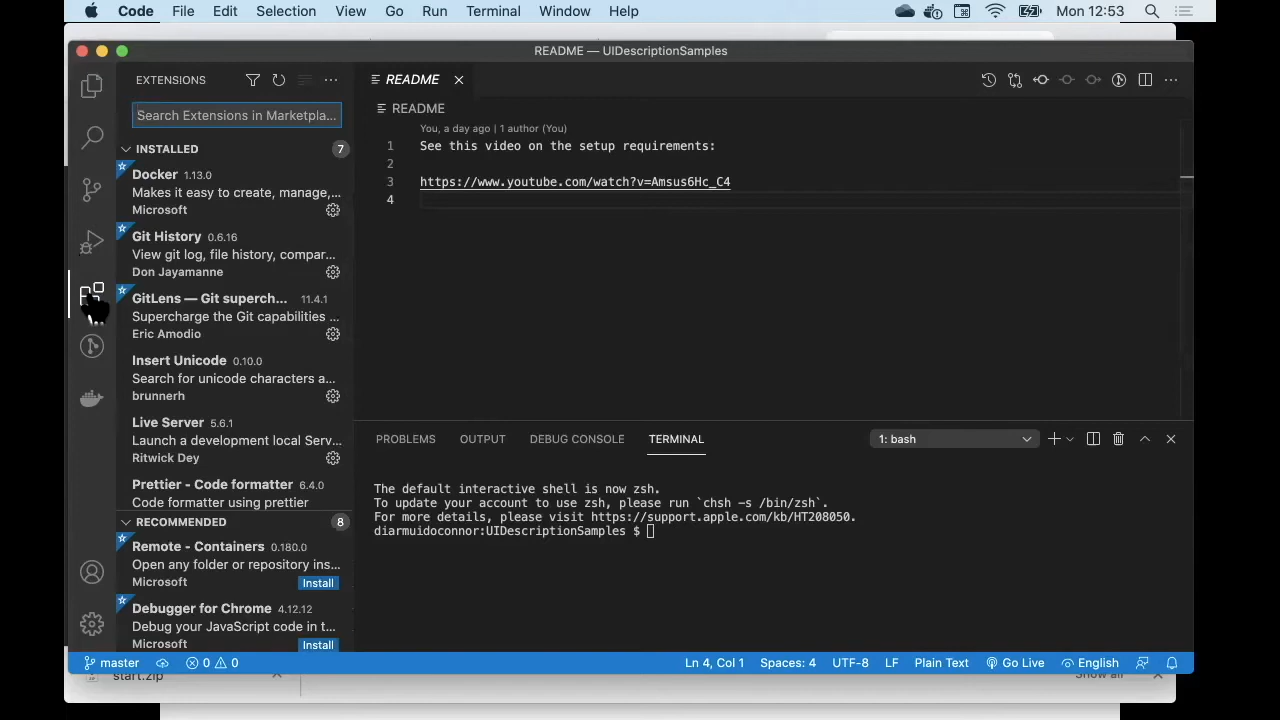 Code File Edit Selection View Go Run Terminal Window Help Mon 12:53
README — UIDescriptionSamples
EXTENSIONS
Search Extensions in Marketpla...
INSTALLED 7
Docker 1.13.0
Makes it easy to create, manage,...
Microsoft
Git History 0.6.16
View git log, file history, compar...
Don Jayamanne
GitLens — Git superch... 11.4.1
Supercharge the Git capabilities ...
Eric Amodio
Insert Unicode 0.10.0
Search for unicode characters a...
brunnerh
Live Server 5.6.1
Launch a development local Serv...
Ritwick Dey
Prettier - Code formatter 6.4.0
Code formatter using prettier
RECOMMENDED 8
Remote - Containers 0.180.0
Open any folder or repository ins...
Microsoft Install
Debugger for Chrome 4.12.12
Debug your JavaScript code in t...
Microsoft Install
README
README
You, a day ago | 1 author (You)
1 See this video on the setup requirements:
2
3 https://www.youtube.com/watch?v=Amsus6Hc_C4
4
PROBLEMS OUTPUT DEBUG CONSOLE TERMINAL 1: bash
The default interactive shell is now zsh.
To update your account to use zsh, please run `chsh -s /bin/zsh`.
For more details, please visit https://support.apple.com/kb/HT208050.
diarmuidoconnor:UIDescriptionSamples $
master 0 0 Ln 4, Col 1 Spaces: 4 UTF-8 LF Plain Text Go Live English
start.zip Show all